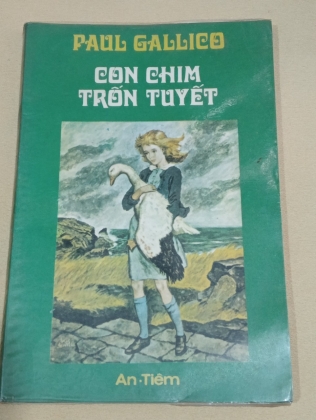 PAUL GALLICO
CON CHIM
TRỐN TUYẾT
An·Tiêm